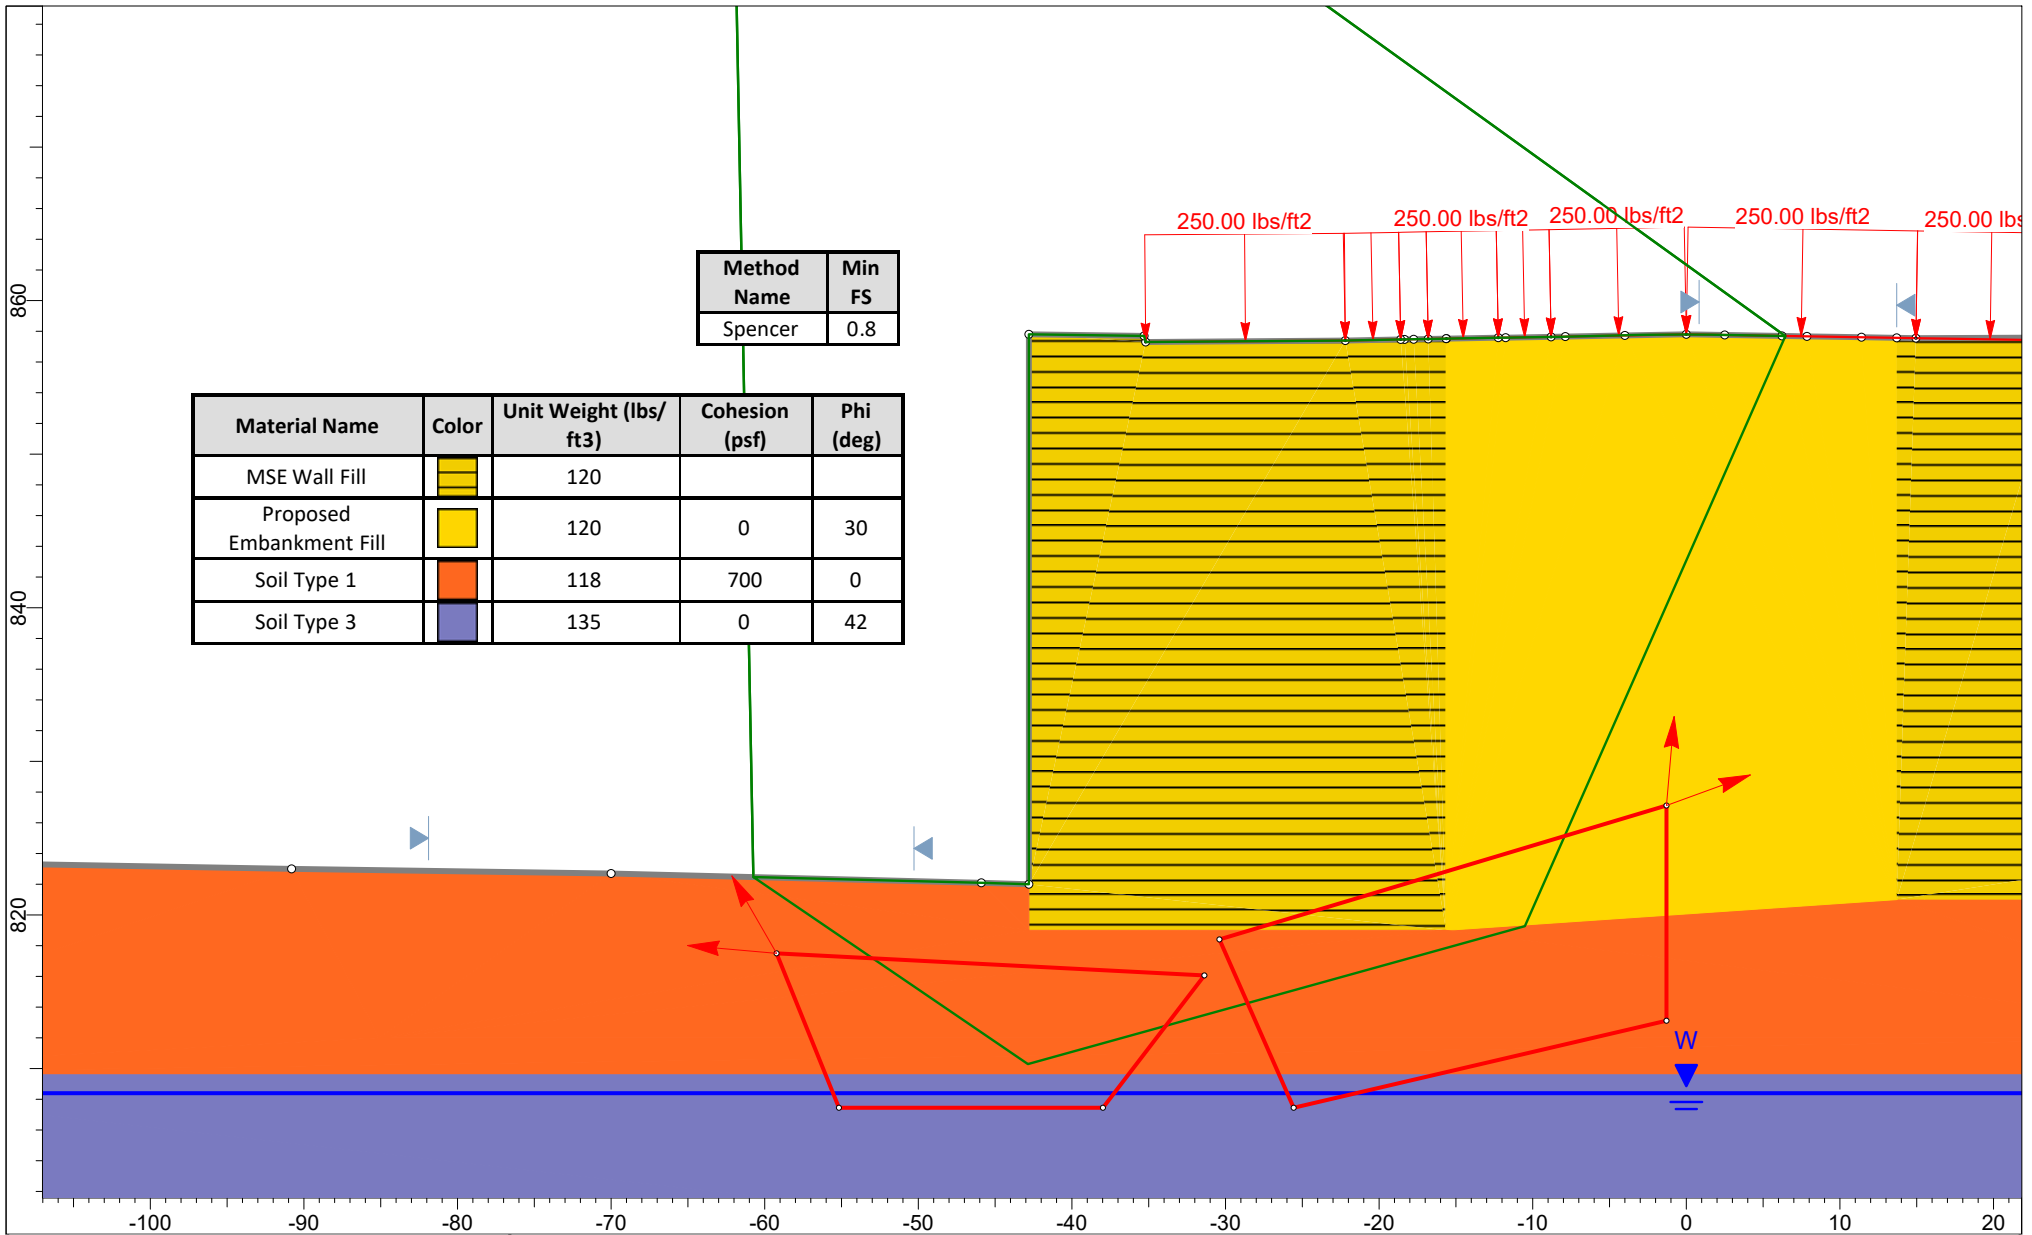 250.00 lbs/ft2 250.00 lbs/ft2 250.00 lbs/ft2 250.00 lbs/ft2 250.00 lbs
Method Name Min FS
Spencer 0.8
Material Name Color Unit Weight (lbs/ft3) Cohesion (psf) Phi (deg)
MSE Wall Fill 120
Proposed Embankment Fill 120 0 30
Soil Type 1 118 700 0
Soil Type 3 135 0 42
860
840
820
W
-100 -90 -80 -70 -60 -50 -40 -30 -20 -10 0 10 20